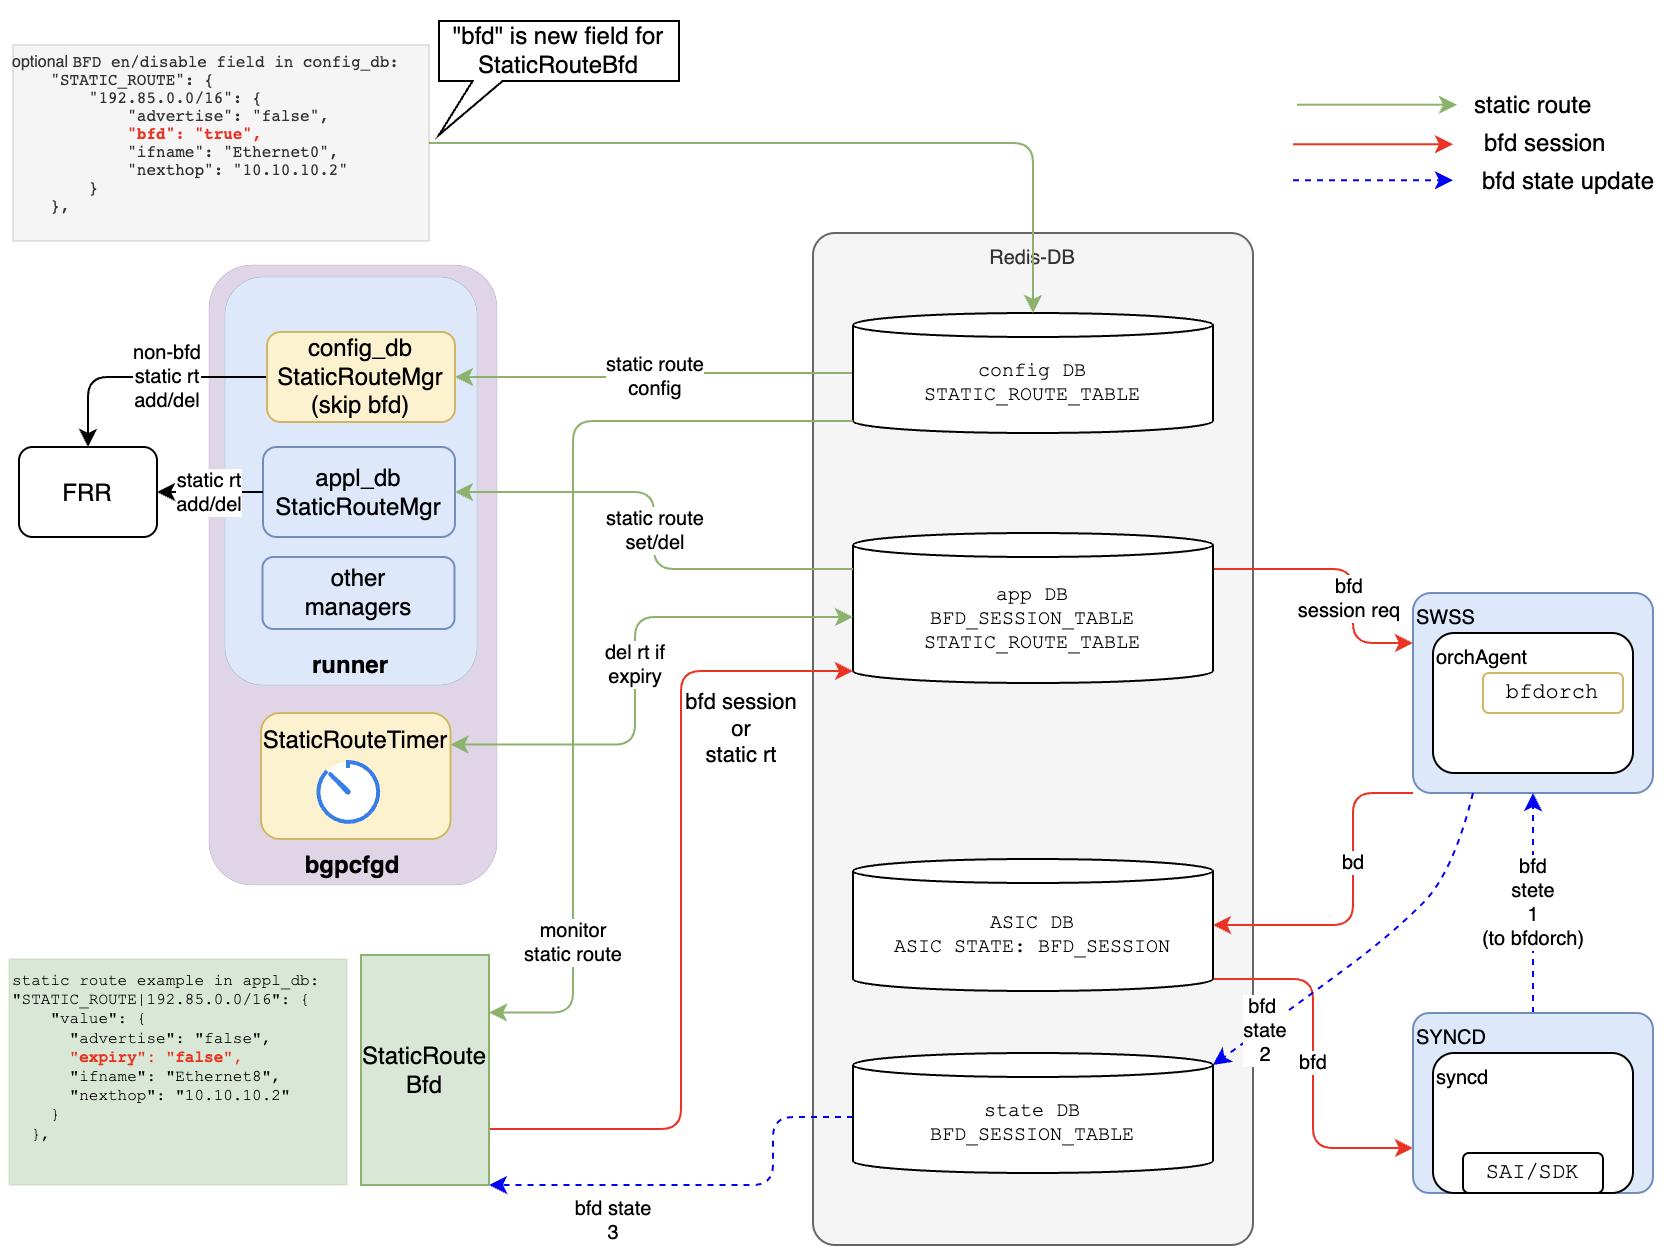 "bfd" is new field for
StaticRouteBfd
optional BFD en/disable field in config_db:
"STATIC_ROUTE": {
"192.85.0.0/16": {
"advertise": "false",
"bfd": "true",
"ifname": "Ethernet0",
"nexthop": "10.10.10.2"
}
},
static route
bfd session
bfd state update
Redis-DB
config_db
StaticRouteMgr
(skip bfd)
non-bfd
static rt
add/del
static route
config
config DB
STATIC_ROUTE_TABLE
FRR
static rt
add/del
appl_db
StaticRouteMgr
static route
set/del
other
managers
runner
app DB
BFD_SESSION_TABLE
STATIC_ROUTE_TABLE
bfd
session req
SWSS
orchAgent
bfdorch
del rt if
expiry
bfd session
or
static rt
StaticRouteTimer
bgpcfgd
bd
bfd
stete
1
(to bfdorch)
monitor
static route
ASIC DB
ASIC STATE: BFD_SESSION
static route example in appl_db:
"STATIC_ROUTE|192.85.0.0/16": {
"value": {
"advertise": "false",
"expiry": "false",
"ifname": "Ethernet8",
"nexthop": "10.10.10.2"
}
},
StaticRoute
Bfd
bfd
state
2
bfd
SYNCD
syncd
SAI/SDK
state DB
BFD_SESSION_TABLE
bfd state
3